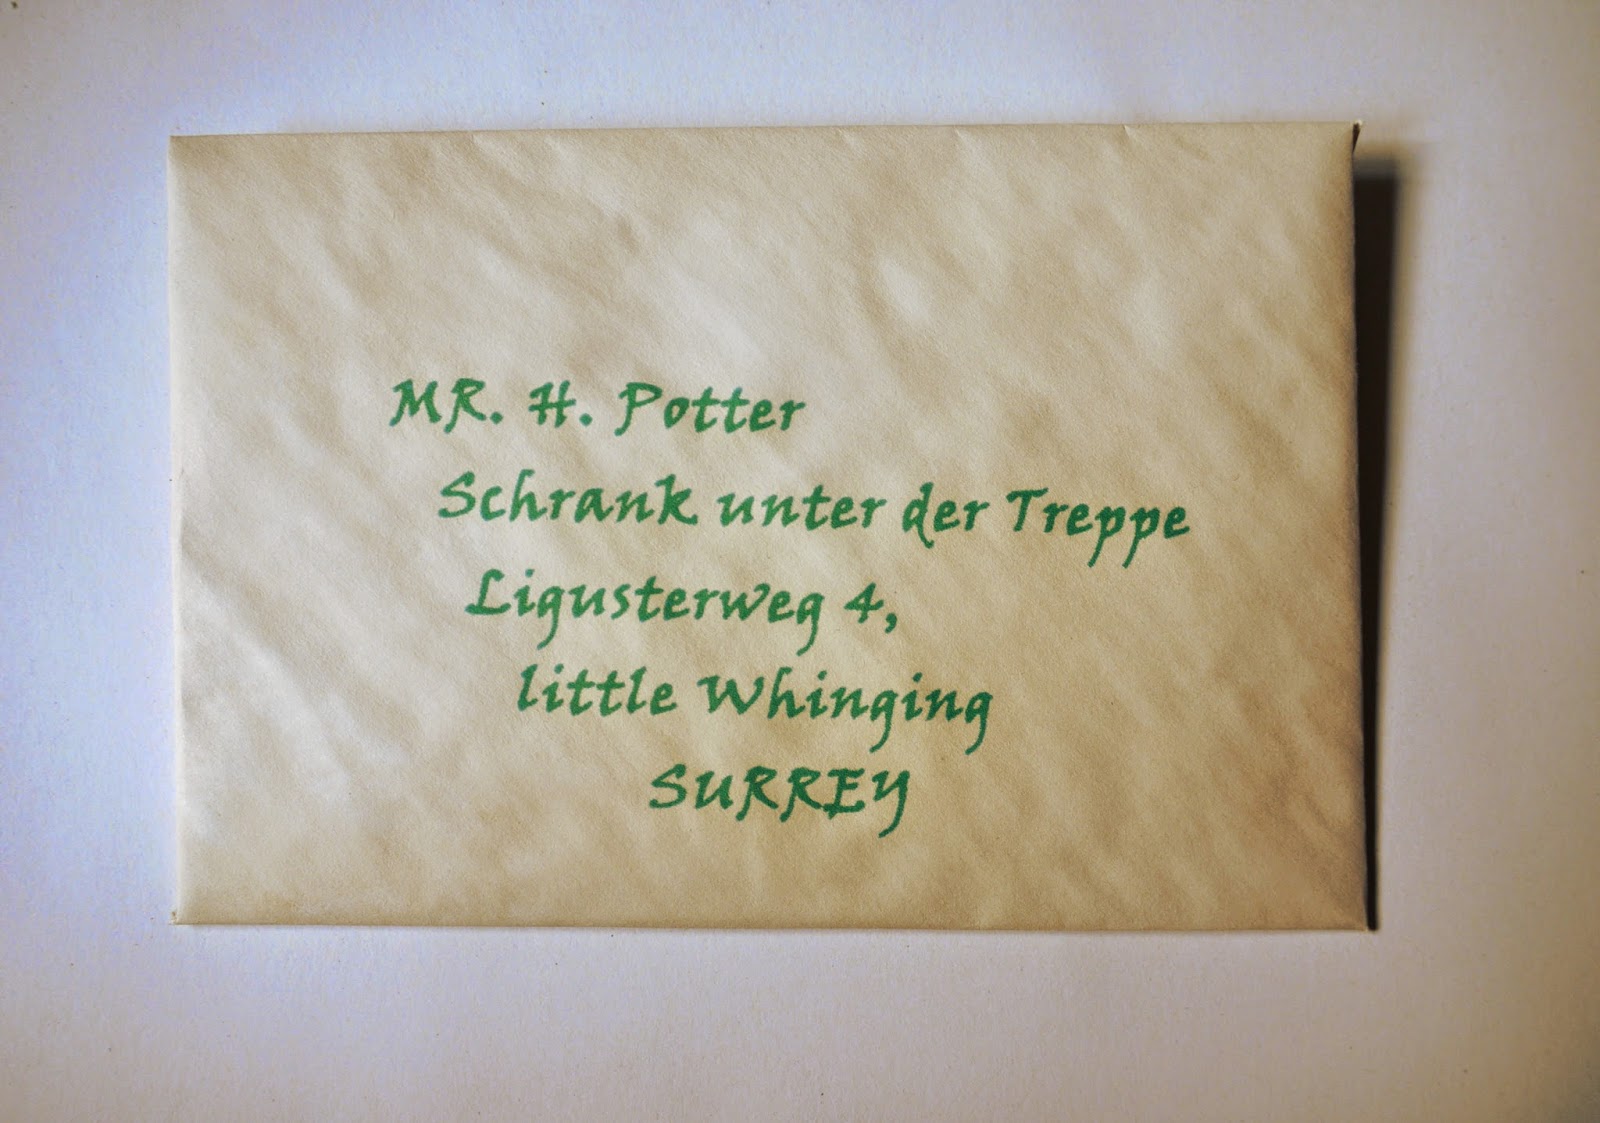 MR. H. Potter
Schrank unter der Treppe
Ligusterweg 4,
little Whinging
SURREY